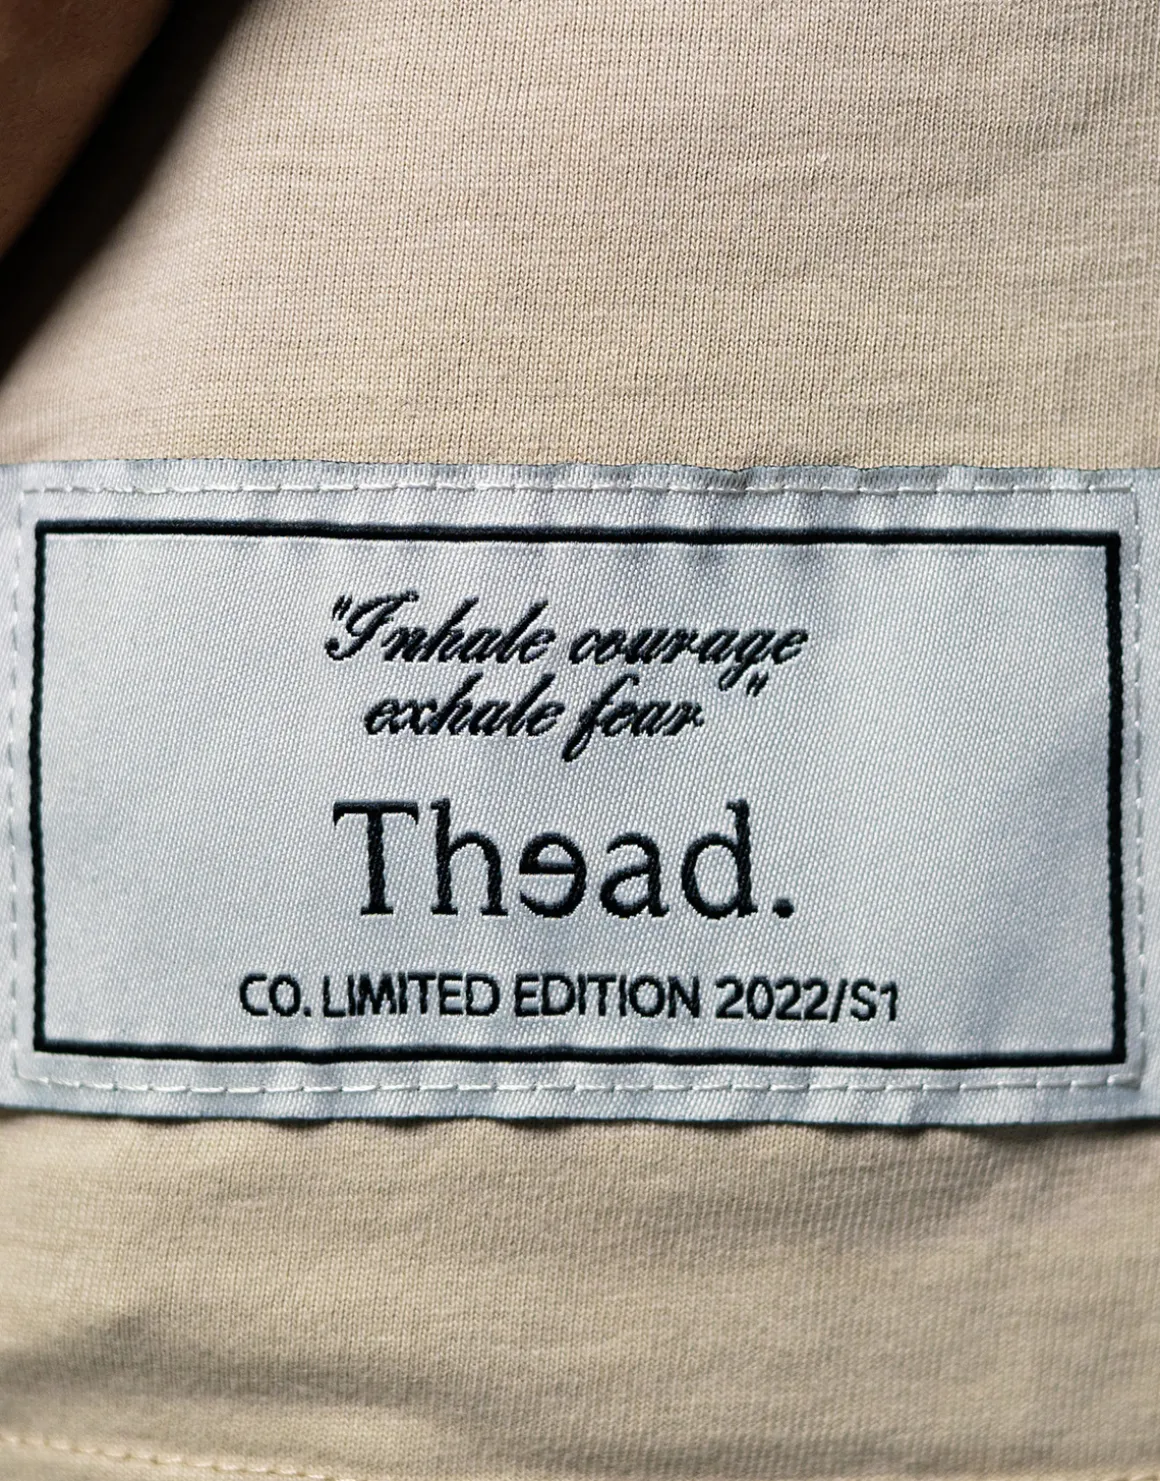 "Inhale courage
exhale fear"
Thead.
CO. LIMITED EDITION 2022/S1